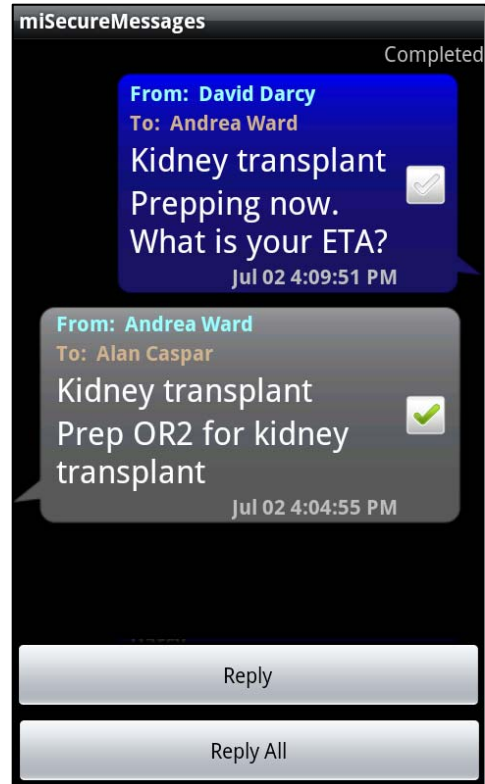 miSecureMessages
Completed
From: David Darcy
To: Andrea Ward
Kidney transplant
Prepping now.
What is your ETA?
Jul 02 4:09:51 PM
From: Andrea Ward
To: Alan Caspar
Kidney transplant
Prep OR2 for kidney
transplant
Jul 02 4:04:55 PM
Reply
Reply All